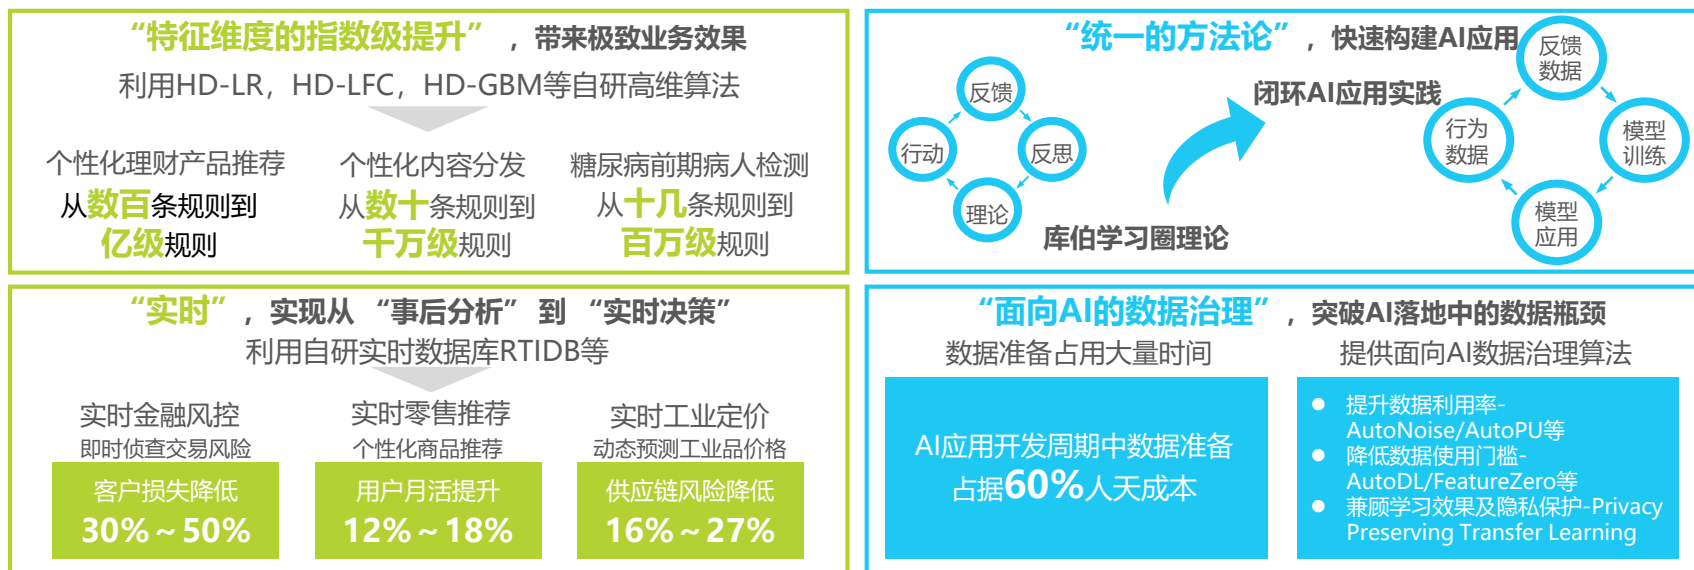 “特征维度的指数级提升”，带来极致业务效果
利用HD-LR，HD-LFC，HD-GBM等自研高维算法
个性化理财产品推荐
从数百条规则到
亿级规则
个性化内容分发
从数十条规则到
千万级规则
糖尿病前期病人检测
从十几条规则到
百万级规则
“统一的方法论”，快速构建AI应用
反馈
反思
理论
行动
库伯学习圈理论
闭环AI应用实践
反馈
数据
模型
训练
模型
应用
行为
数据
“实时”，实现从“事后分析”到“实时决策”
利用自研实时数据库RTIDB等
实时金融风控
即时侦查交易风险
客户损失降低
30%～50%
实时零售推荐
个性化商品推荐
用户月活提升
12%～18%
实时工业定价
动态预测工业品价格
供应链风险降低
16%～27%
“面向AI的数据治理”，突破AI落地中的数据瓶颈
数据准备占用大量时间
AI应用开发周期中数据准备
占据60%人天成本
提供面向AI数据治理算法
● 提升数据利用率-
AutoNoise/AutoPU等
● 降低数据使用门槛-
AutoDL/FeatureZero等
● 兼顾学习效果及隐私保护-Privacy
Preserving Transfer Learning